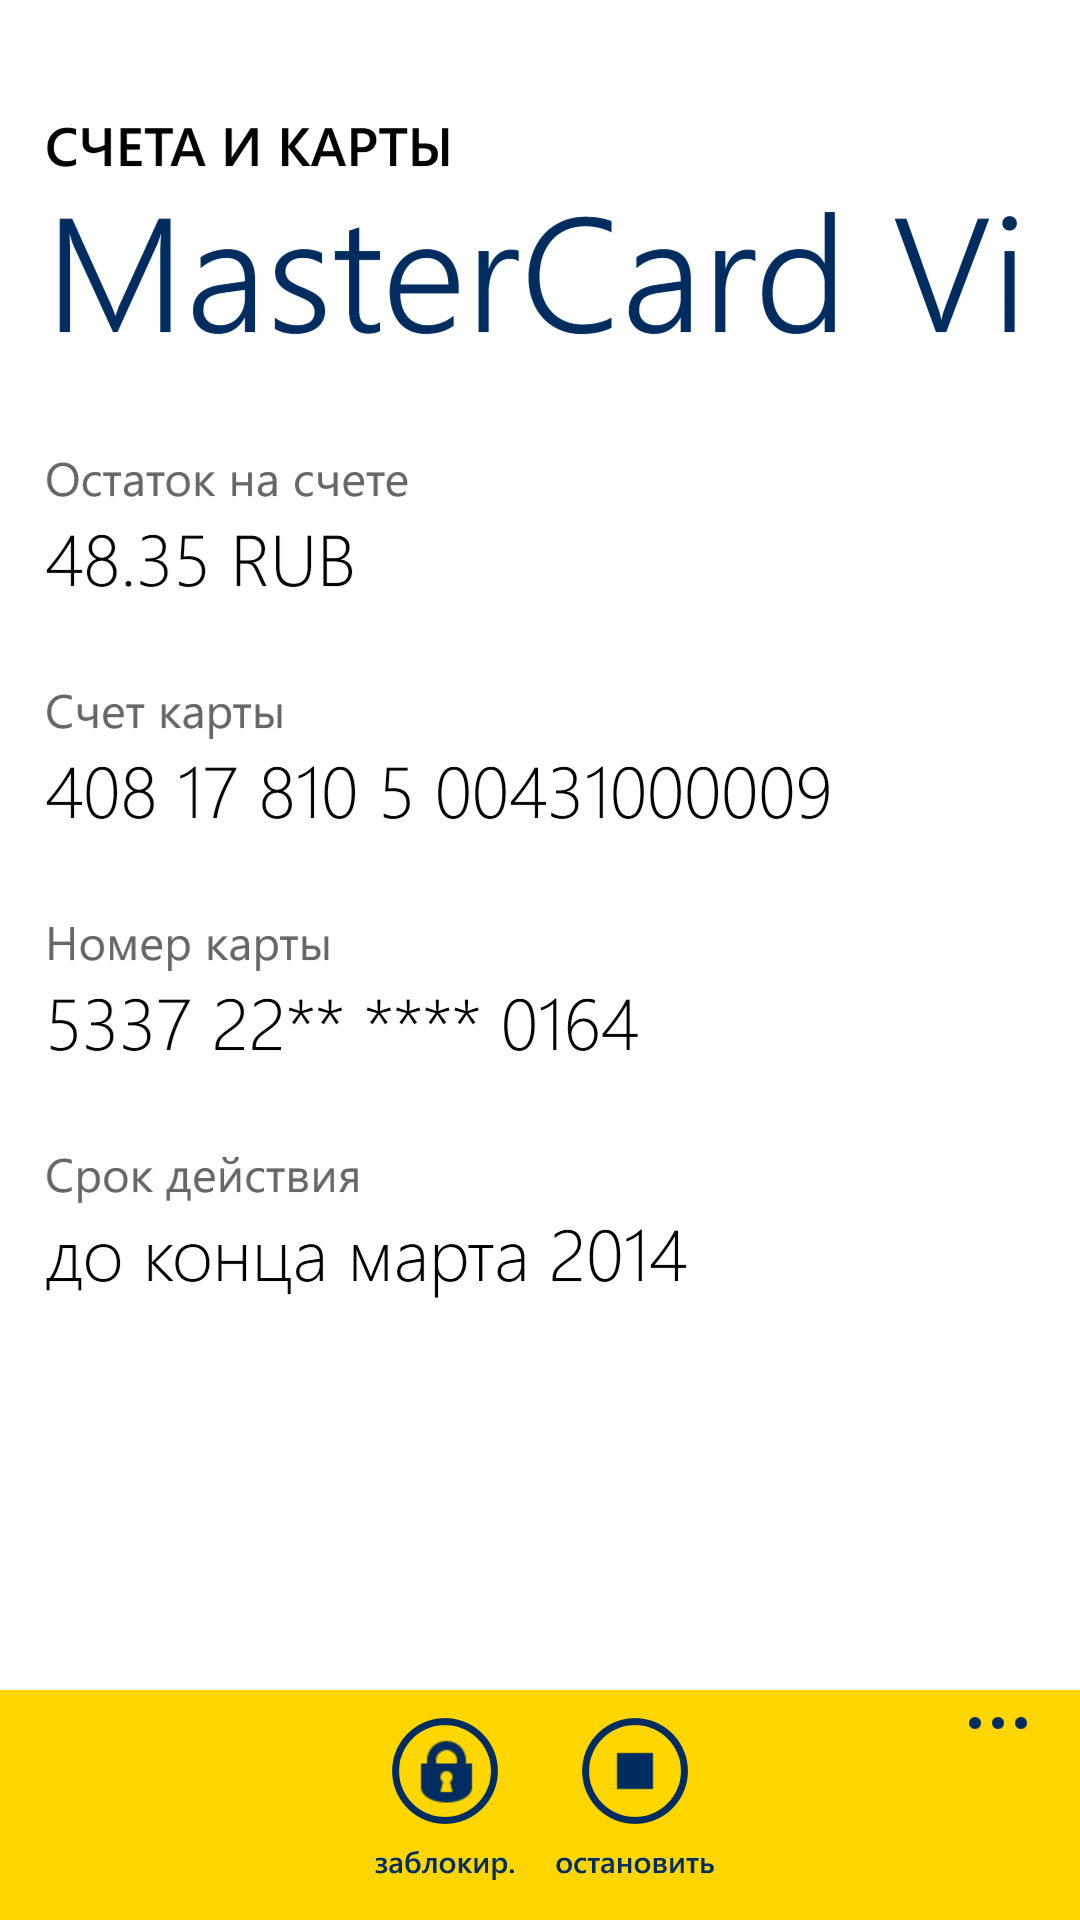 СЧЕТА И КАРТЫ
MasterCard Vi
Остаток на счете
48.35 RUB
Счет карты
408 17 810 5 00431000009
Номер карты
5337 22** **** 0164
Срок действия
до конца марта 2014
заблокир. остановить